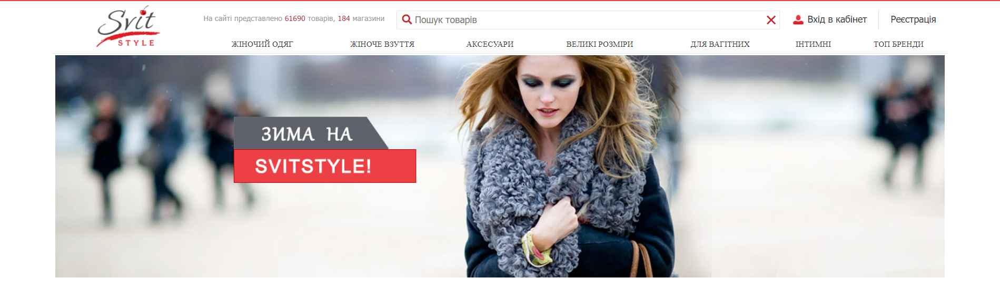 Svit
STYLE
На сайті представлено 61690 товарів, 184 магазини
Пошук товарів
Вхід в кабінет
Реєстрація
ЖІНОЧИЙ ОДЯГ
ЖІНОЧЕ ВЗУТТЯ
АКСЕСУАРИ
ВЕЛИКІ РОЗМІРИ
ДЛЯ ВАГІТНИХ
ІНТИМНІ
ТОП БРЕНДИ
ЗИМА НА
SVITSTYLE!